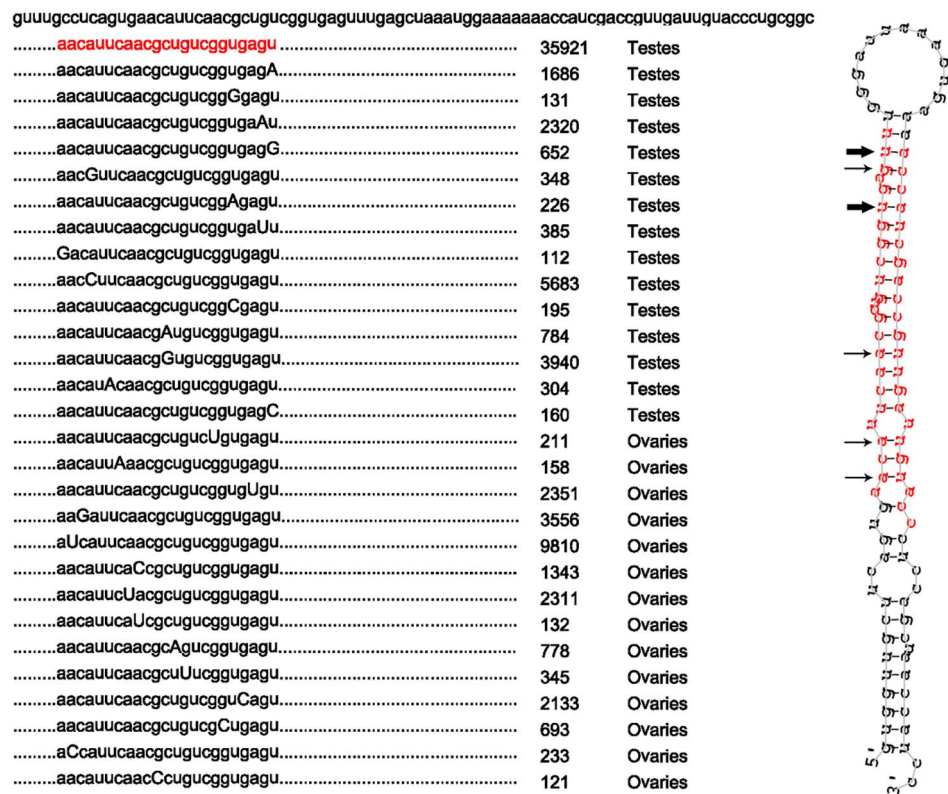 guuugccucagugaacauucaacgcugucggugaguuugagcuaaauggaaaaaaaaccaucgaccguugauuguacccugcggc
........aacauucaacgcugucggugagu.................................................. 35921 Testes
........aacauucaacgcugucggugagA.................................................. 1686 Testes
........aacauucaacgcugucggGgagu.................................................. 131 Testes
........aacauucaacgcugucggugaAu.................................................. 2320 Testes
........aacauucaacgcugucggugagG.................................................. 652 Testes
........aacGuucaacgcugucggugagu.................................................. 348 Testes
........aacauucaacgcugucggAgagu.................................................. 226 Testes
........aacauucaacgcugucggugaUu.................................................. 385 Testes
........Gacauucaacgcugucggugagu.................................................. 112 Testes
........aacCuucaacgcugucggugagu.................................................. 5683 Testes
........aacauucaacgcugucggCgagu.................................................. 195 Testes
........aacauucaacgAugucggugagu.................................................. 784 Testes
........aacauucaacgGugucggugagu.................................................. 3940 Testes
........aacauAcaacgcugucggugagu.................................................. 304 Testes
........aacauucaacgcugucggugagC.................................................. 160 Testes
........aacauucaacgcugucUgugagu.................................................. 211 Ovaries
........aacauuAaacgcugucggugagu.................................................. 158 Ovaries
........aacauucaacgcugucggugUgu.................................................. 2351 Ovaries
........aaGauucaacgcugucggugagu.................................................. 3556 Ovaries
........aUcauucaacgcugucggugagu.................................................. 9810 Ovaries
........aacauucaCcgcugucggugagu.................................................. 1343 Ovaries
........aacauucUacgcugucggugagu.................................................. 2311 Ovaries
........aacauucaUcgcugucggugagu.................................................. 132 Ovaries
........aacauucaacgcAgucggugagu.................................................. 778 Ovaries
........aacauucaacgcuUucggugagu.................................................. 345 Ovaries
........aacauucaacgcugucgguCagu.................................................. 2133 Ovaries
........aacauucaacgcugucgCugagu.................................................. 693 Ovaries
........aCcauucaacgcugucggugagu.................................................. 233 Ovaries
........aacauucaacCcugucggugagu.................................................. 121 Ovaries
5'
3'